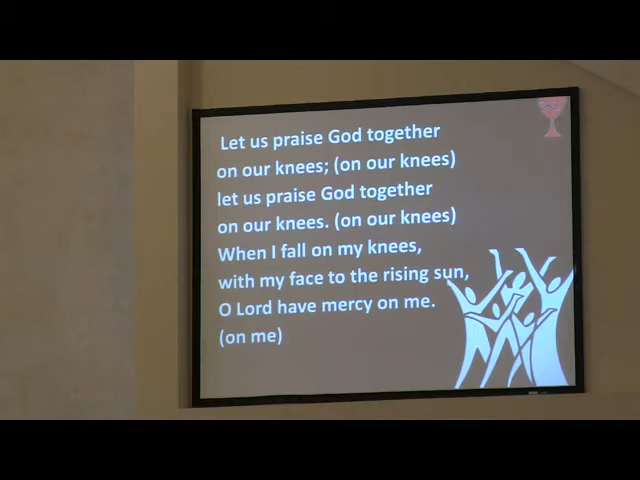 Let us praise God together
on our knees; (on our knees)
let us praise God together
on our knees. (on our knees)
When I fall on my knees,
with my face to the rising sun,
O Lord have mercy on me.
(on me)